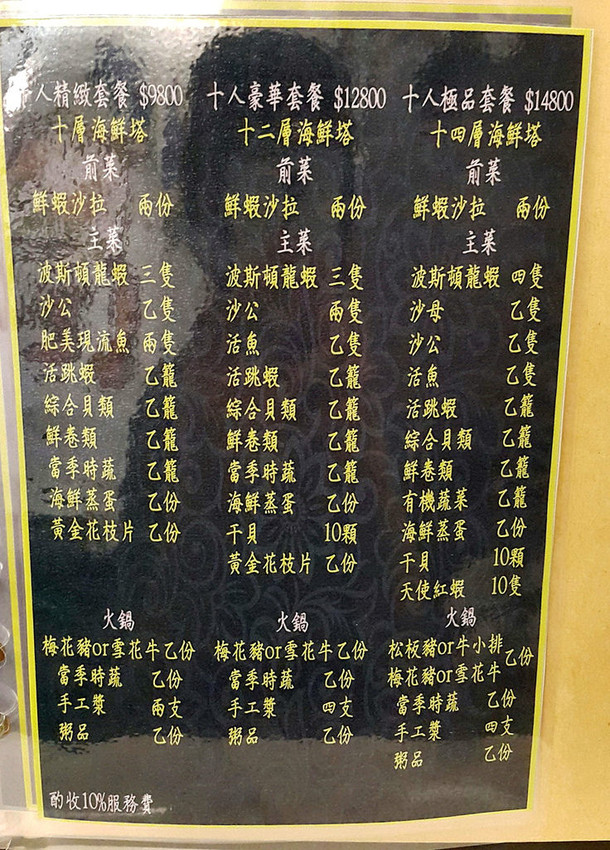 十人精緻套餐 $9800
十層海鮮塔
前菜
鮮蝦沙拉 兩份
主菜
波斯頓龍蝦 三隻
沙公 乙隻
肥美現流魚 兩隻
活跳蝦 乙籠
綜合貝類 乙籠
鮮卷類 乙籠
當季時蔬 乙籠
海鮮蒸蛋 乙份
黃金花枝片 乙份
火鍋
梅花豬or雪花牛乙份
當季時蔬 乙份
手工漿 兩支
粥品 乙份
酌收10%服務費
十人豪華套餐 $12800
十二層海鮮塔
前菜
鮮蝦沙拉 兩份
主菜
波斯頓龍蝦 三隻
沙公 兩隻
活魚 乙隻
活跳蝦 乙籠
綜合貝類 乙籠
鮮卷類 乙籠
當季時蔬 乙籠
海鮮蒸蛋 乙份
干貝 10顆
黃金花枝片 乙份
火鍋
梅花豬or雪花牛乙份
當季時蔬 乙份
手工漿 四支
粥品 乙份
十人極品套餐 $14800
十四層海鮮塔
前菜
鮮蝦沙拉 兩份
主菜
波斯頓龍蝦 四隻
沙母 乙隻
沙公 乙隻
活魚 乙隻
活跳蝦 乙籠
綜合貝類 乙籠
鮮卷類 乙籠
有機蔬菜 乙籠
海鮮蒸蛋 乙份
干貝 10顆
天使紅蝦 10隻
火鍋
松板豬or牛小排
梅花豬or雪花牛 乙份
當季時蔬 乙份
手工漿 四支
粥品 乙份